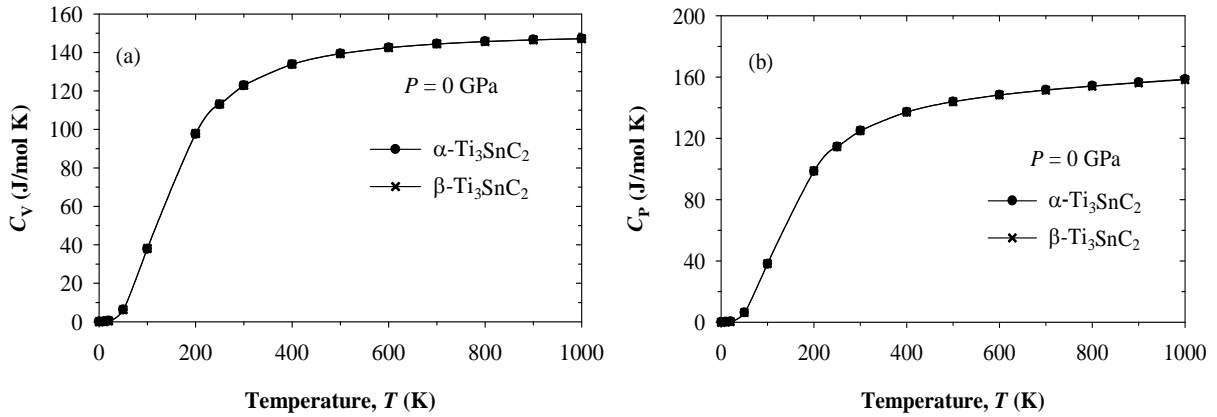 160
140
120
100
80
60
40
20
0
C_V (J/mol K)
(a)
P = 0 GPa
α-Ti₃SnC₂
β-Ti₃SnC₂
0 200 400 600 800 1000
Temperature, T (K)
200
160
120
80
40
0
C_P (J/mol K)
(b)
P = 0 GPa
α-Ti₃SnC₂
β-Ti₃SnC₂
0 200 400 600 800 1000
Temperature, T (K)